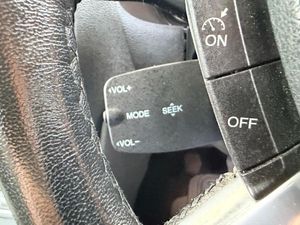 VOL+
MODE SEEK
VOL-
ON
OFF